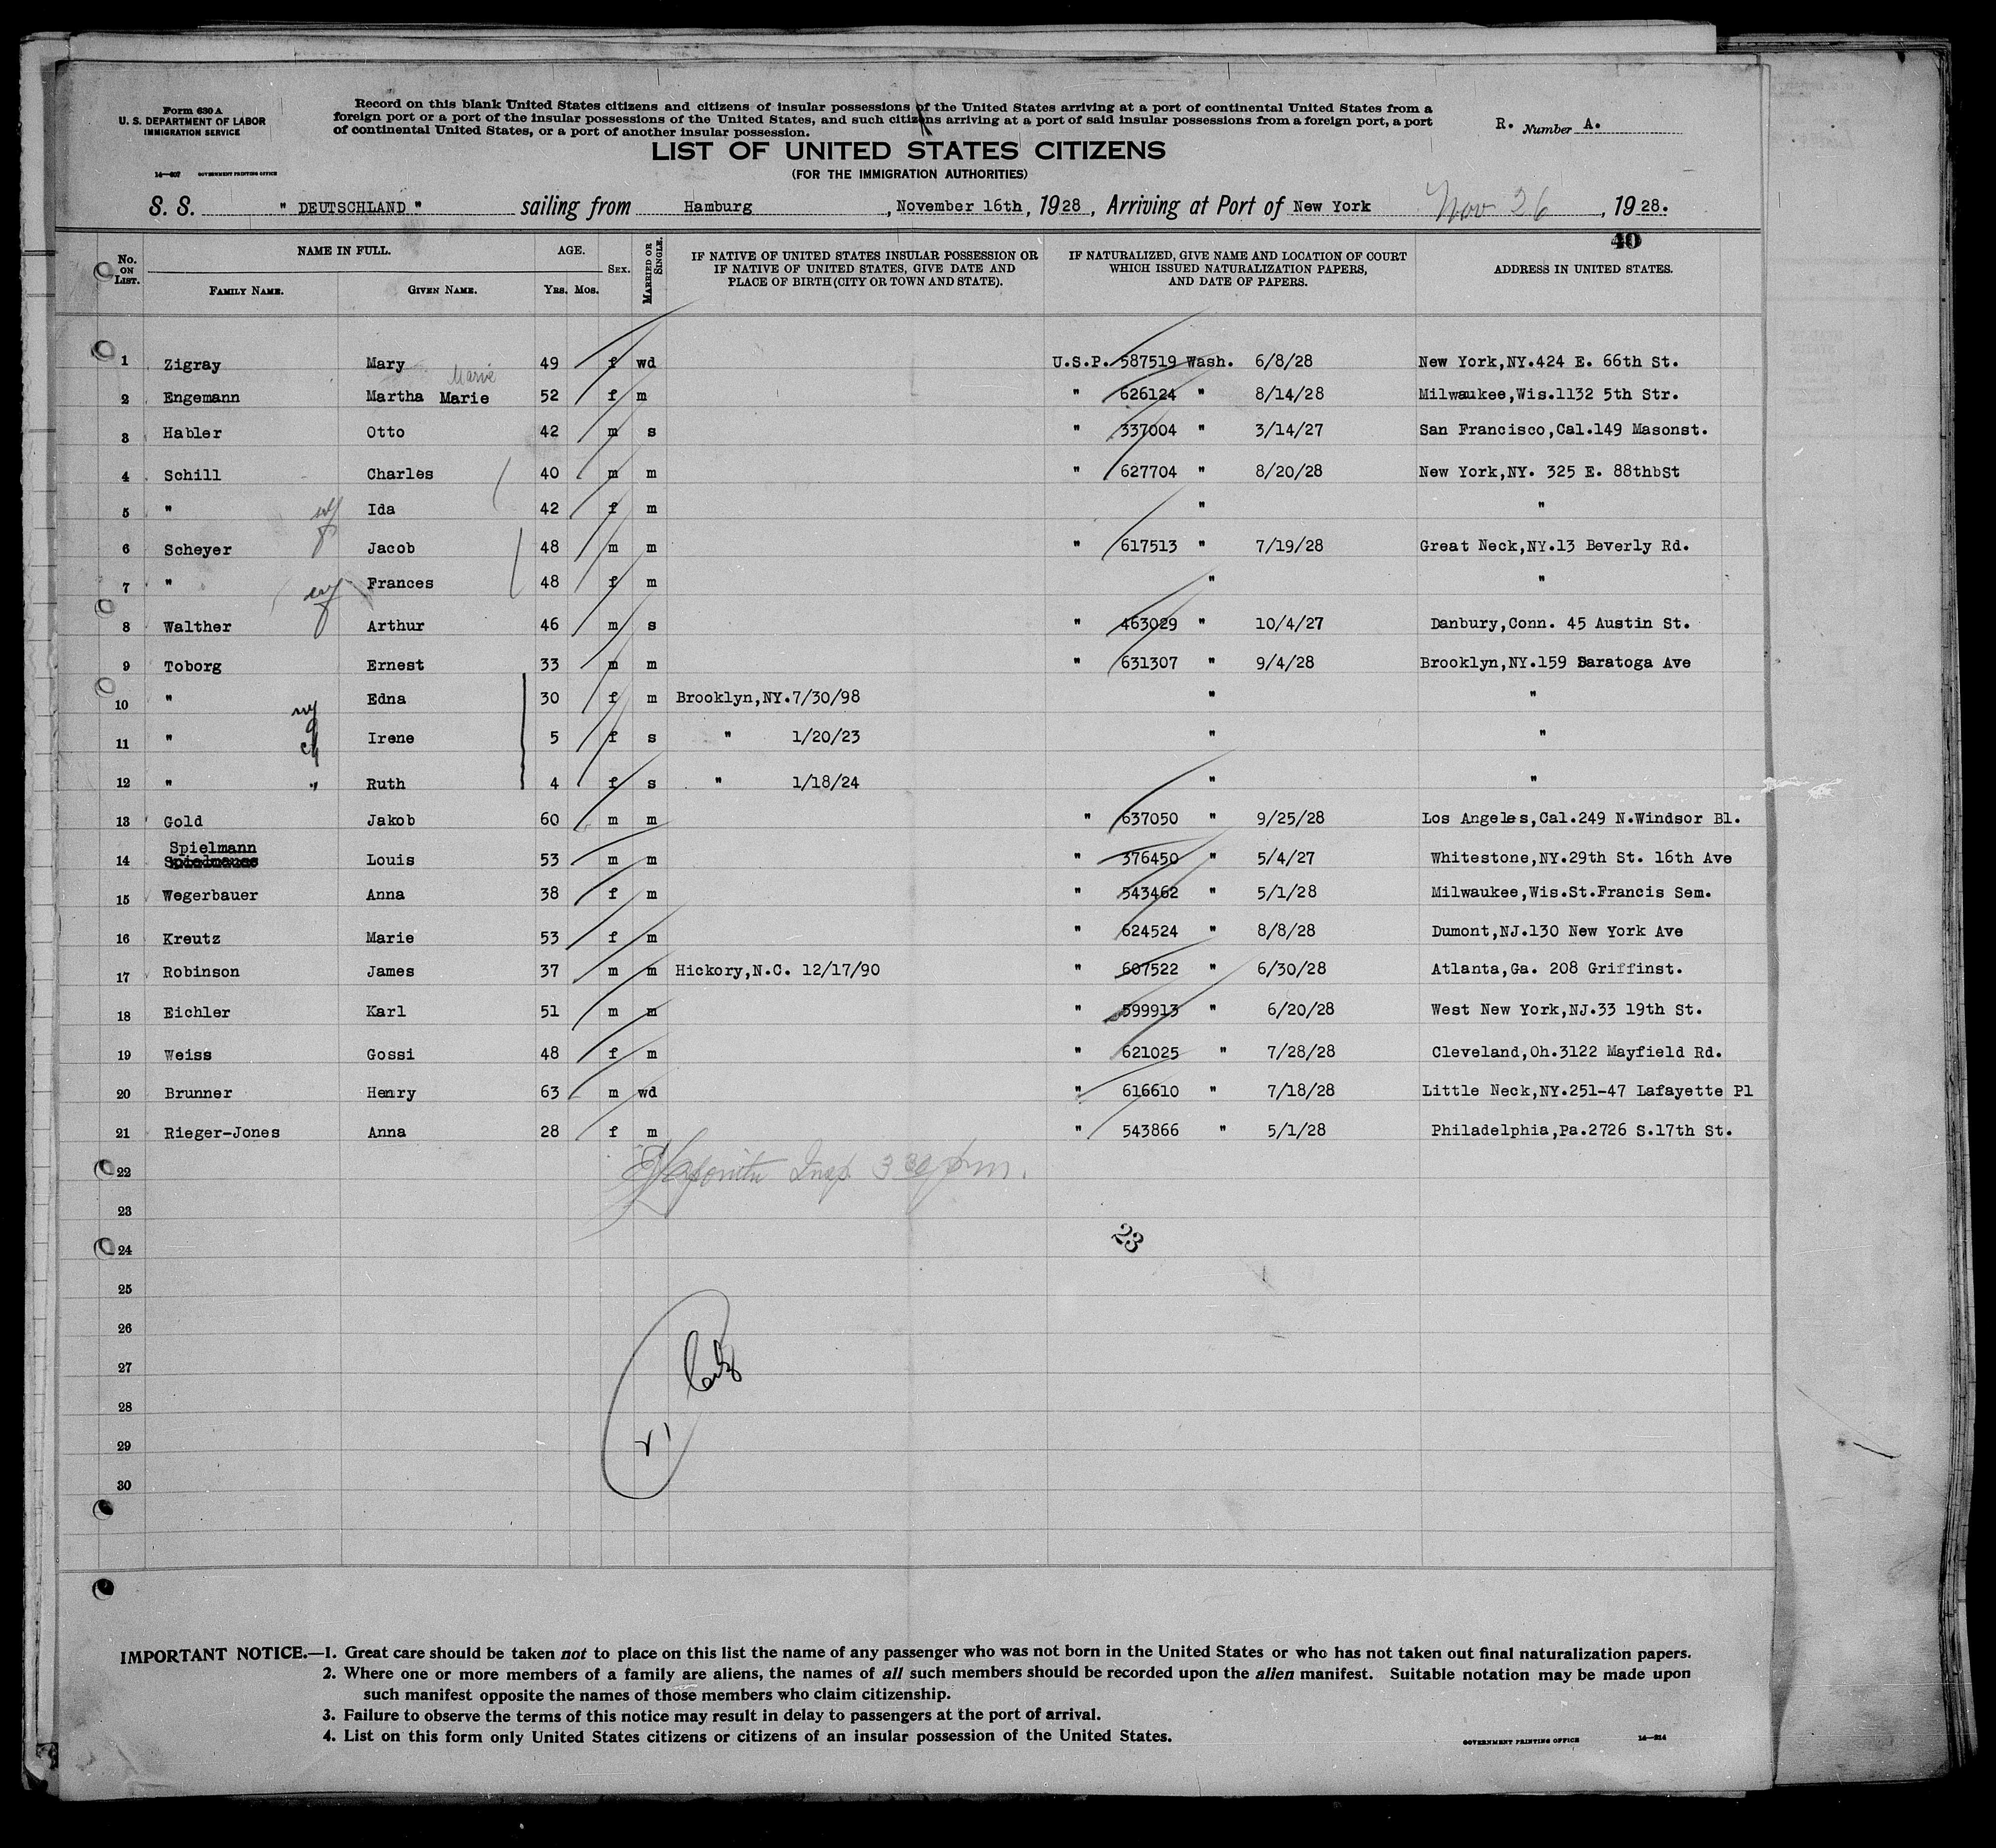 Form 630 A
U. S. DEPARTMENT OF LABOR
IMMIGRATION SERVICE
14—607 GOVERNMENT PRINTING OFFICE
Record on this blank United States citizens and citizens of insular possessions of the United States arriving at a port of continental United States from a
foreign port or a port of the insular possessions of the United States, and such citizens arriving at a port of said insular possessions from a foreign port, a port
of continental United States, or a port of another insular possession.
R. Number A.
LIST OF UNITED STATES CITIZENS
(FOR THE IMMIGRATION AUTHORITIES)
S. S. " DEUTSCHLAND " sailing from Hamburg, November 16th, 1928, Arriving at Port of New York Nov 26, 1928.
40
No. ON LIST. NAME IN FULL. FAMILY NAME. GIVEN NAME. AGE. YRS. MOS. SEX. MARRIED OR SINGLE. IF NATIVE OF UNITED STATES INSULAR POSSESSION OR IF NATIVE OF UNITED STATES, GIVE DATE AND PLACE OF BIRTH (CITY OR TOWN AND STATE). IF NATURALIZED, GIVE NAME AND LOCATION OF COURT WHICH ISSUED NATURALIZATION PAPERS, AND DATE OF PAPERS. ADDRESS IN UNITED STATES.
1 Zigray Mary 49 f wd U.S.P. 587519 Wash. 6/8/28 New York,NY.424 E. 66th St.
Marie
2 Engemann Martha Marie 52 f m " 626124 " 8/14/28 Milwaukee,Wis.1132 5th Str.
3 Habler Otto 42 m s " 337004 " 3/14/27 San Francisco,Cal.149 Masonst.
4 Schill Charles 40 m m " 627704 " 8/20/28 New York,NY. 325 E. 88thbSt
5 " wf Ida 42 f m " "
6 Scheyer Jacob 48 m m " 617513 " 7/19/28 Great Neck,NY.13 Beverly Rd.
7 " wf Frances 48 f m " "
8 Walther Arthur 46 m s " 463029 " 10/4/27 Danbury,Conn. 45 Austin St.
9 Toborg Ernest 33 m m " 631307 " 9/4/28 Brooklyn,NY.159 Saratoga Ave
10 " wf Edna 30 f m Brooklyn,NY.7/30/98 " "
11 " ch Irene 5 f s " 1/20/23 " "
12 " " Ruth 4 f s " 1/18/24 " "
13 Gold Jakob 60 m m " 637050 " 9/25/28 Los Angeles,Cal.249 N.Windsor Bl.
Spielmann
14 Louis 53 m m " 376450 " 5/4/27 Whitestone,NY.29th St. 16th Ave
15 Wegerbauer Anna 38 f m " 543462 " 5/1/28 Milwaukee,Wis.St.Francis Sem.
16 Kreutz Marie 53 f m " 624524 " 8/8/28 Dumont,NJ.130 New York Ave
17 Robinson James 37 m m Hickory,N.C. 12/17/90 " 607522 " 6/30/28 Atlanta,Ga. 208 Griffinst.
18 Eichler Karl 51 m m " 599913 " 6/20/28 West New York,NJ.33 19th St.
19 Weiss Gossi 48 f m " 621025 " 7/28/28 Cleveland,Oh.3122 Mayfield Rd.
20 Brunner Henry 63 m wd " 616610 " 7/18/28 Little Neck,NY.251-47 Lafayette Pl
21 Rieger-Jones Anna 28 f m " 543866 " 5/1/28 Philadelphia,Pa.2726 S.17th St.
22 Insp. 3 30 pm.
23
23
24
25
26
27
28
29
30
IMPORTANT NOTICE.—1. Great care should be taken not to place on this list the name of any passenger who was not born in the United States or who has not taken out final naturalization papers.
2. Where one or more members of a family are aliens, the names of all such members should be recorded upon the alien manifest. Suitable notation may be made upon
such manifest opposite the names of those members who claim citizenship.
3. Failure to observe the terms of this notice may result in delay to passengers at the port of arrival.
4. List on this form only United States citizens or citizens of an insular possession of the United States.
GOVERNMENT PRINTING OFFICE 14—914